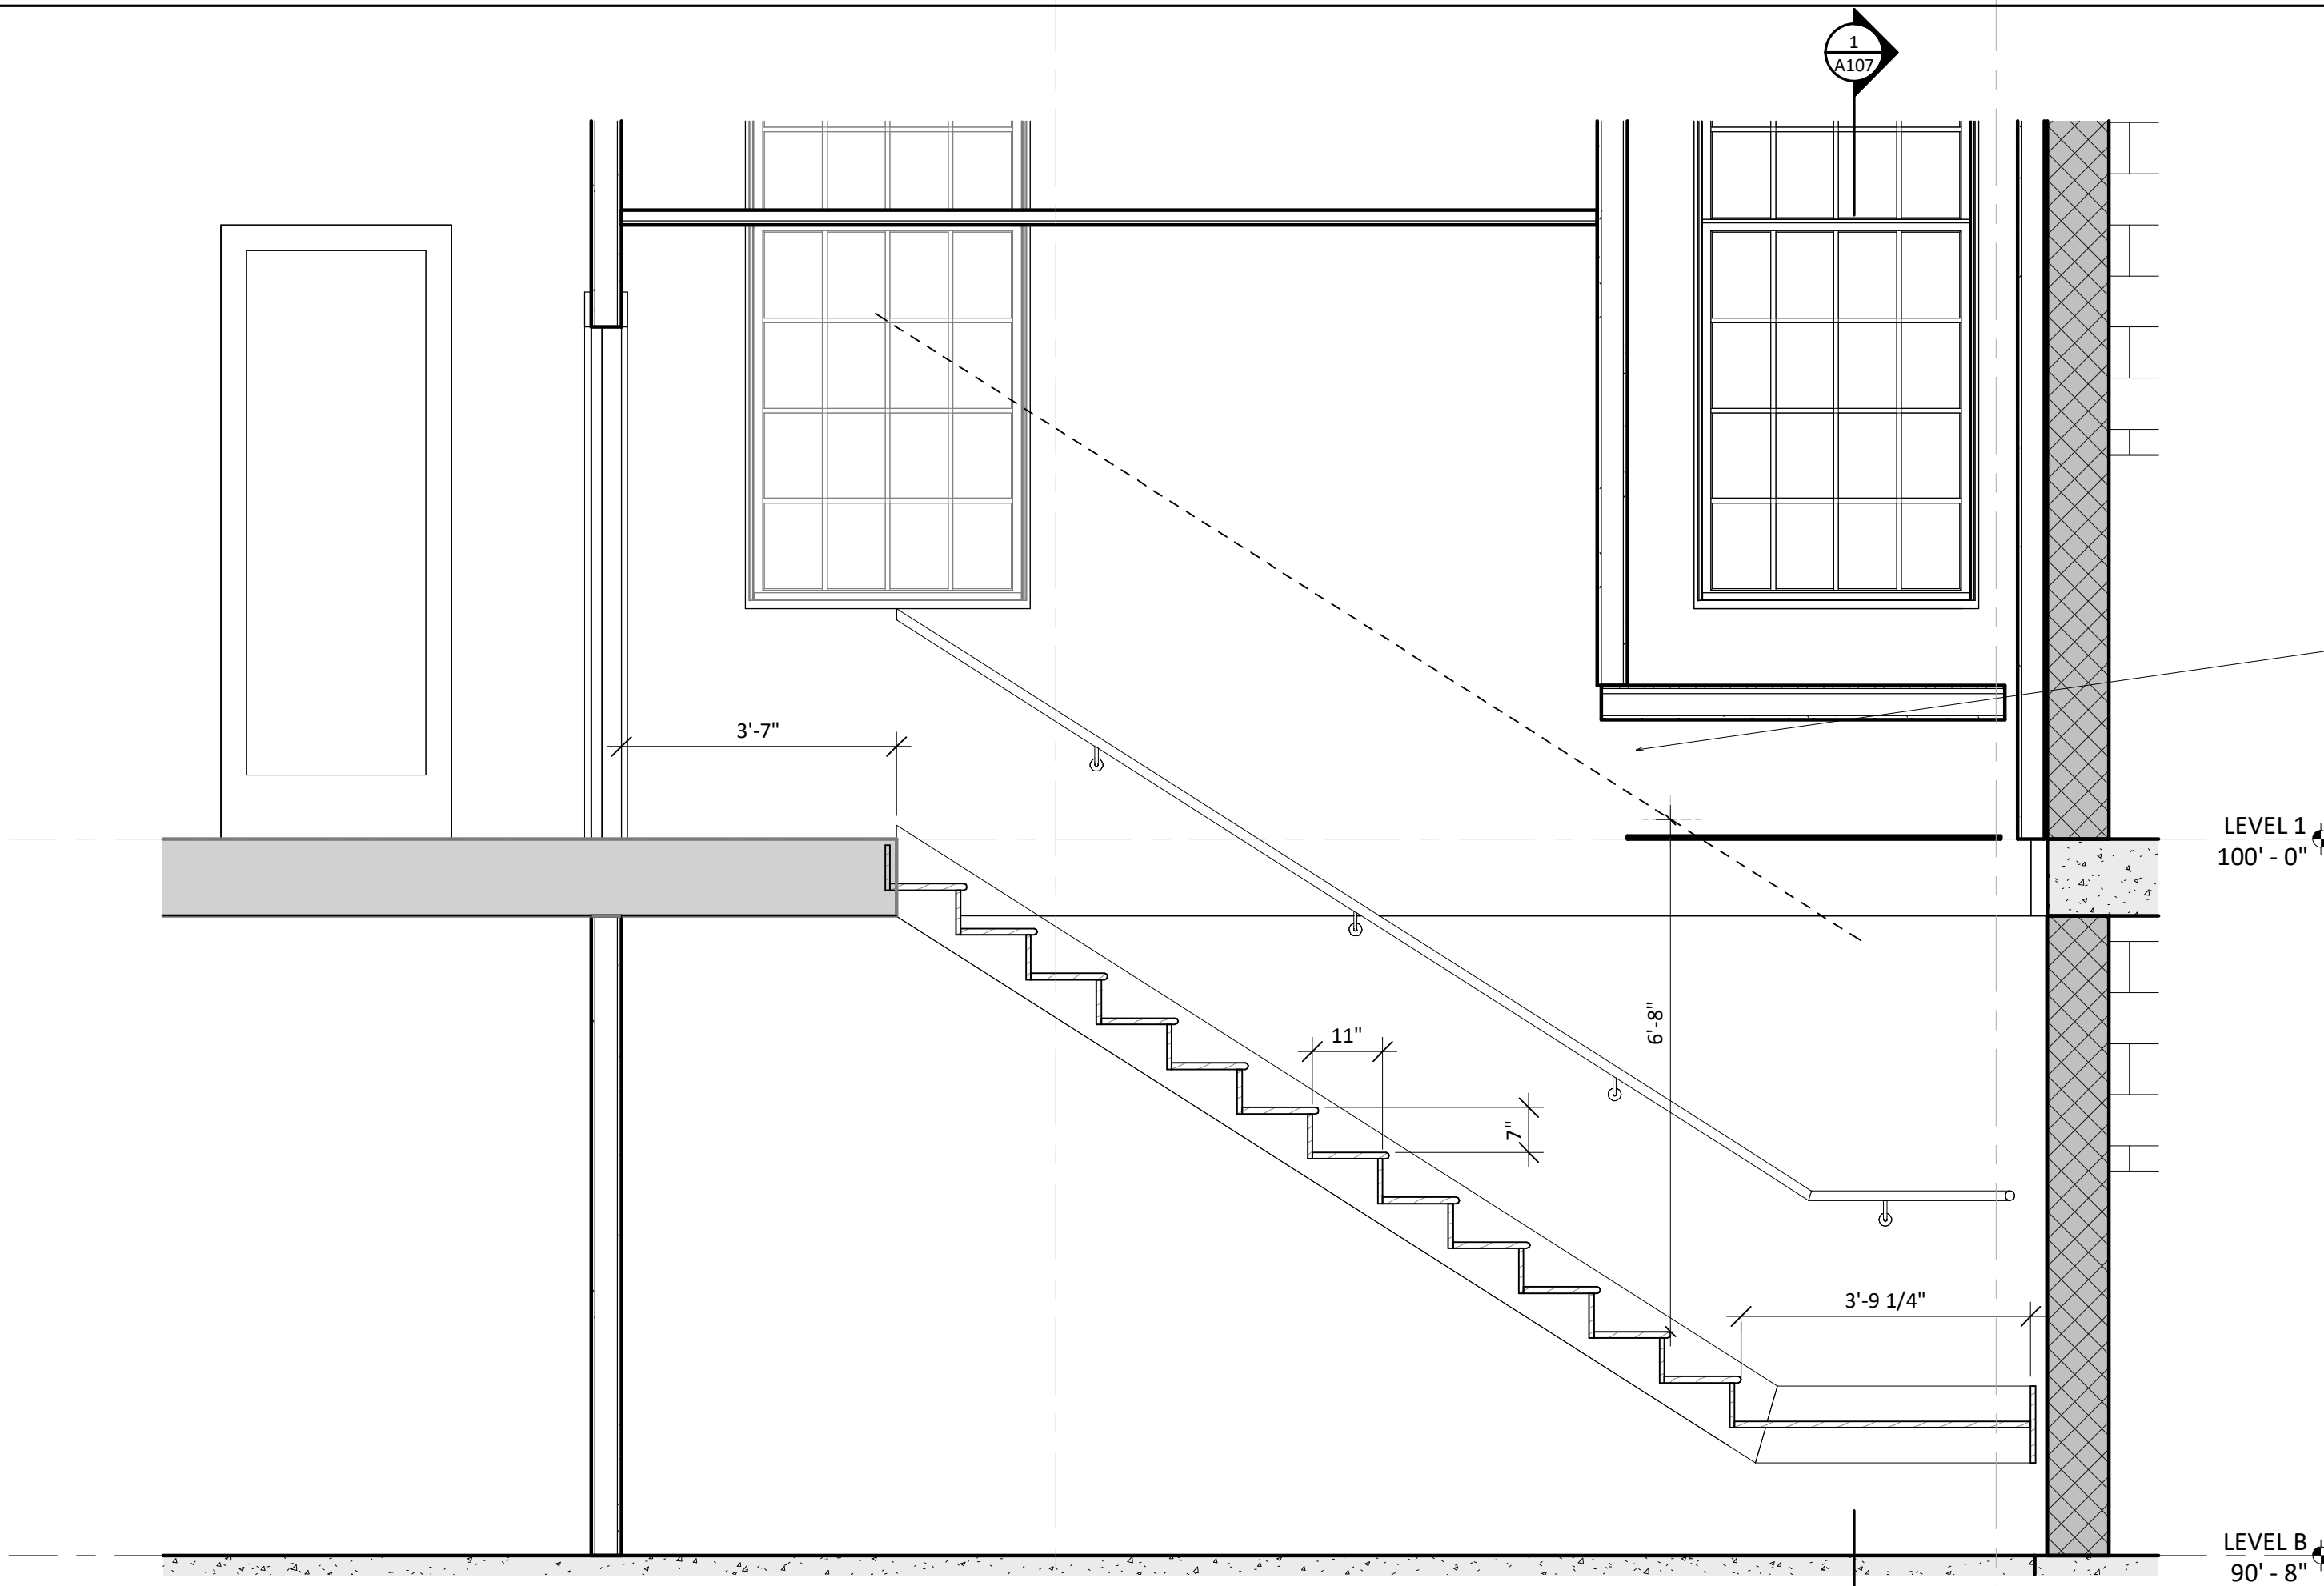 1
A107
3'-7"
LEVEL 1
100' - 0"
6'-8"
11"
7"
3'-9 1/4"
LEVEL B
90' - 8"